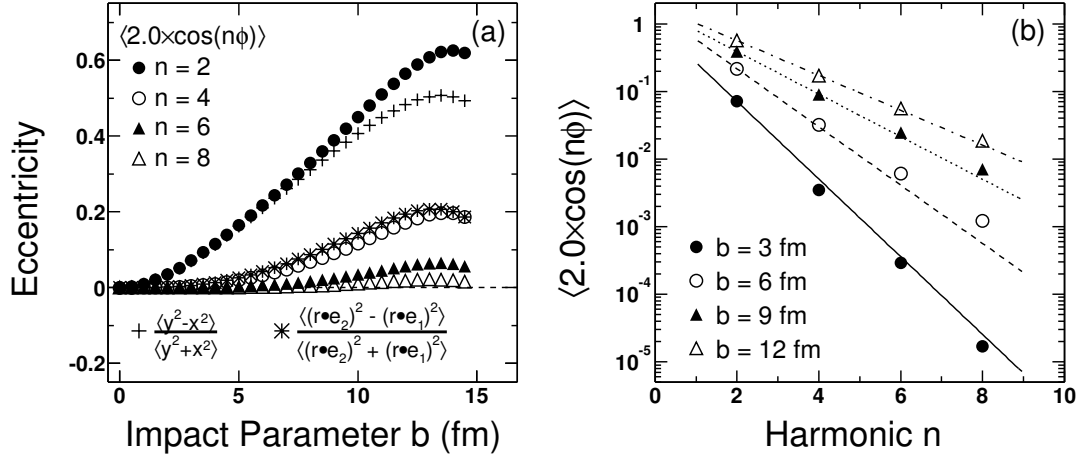 (a)
⟨2.0×cos(nϕ)⟩
n = 2
n = 4
n = 6
n = 8
0.6
0.4
0.2
0
-0.2
Eccentricity
⟨y²-x²⟩
⟨y²+x²⟩
⟨(r•e₂)² - (r•e₁)²⟩
⟨(r•e₂)² + (r•e₁)²⟩
0 5 10 15
Impact Parameter b (fm)
(b)
1
10⁻¹
10⁻²
10⁻³
10⁻⁴
10⁻⁵
⟨2.0×cos(nϕ)⟩
b = 3 fm
b = 6 fm
b = 9 fm
b = 12 fm
0 2 4 6 8 10
Harmonic n